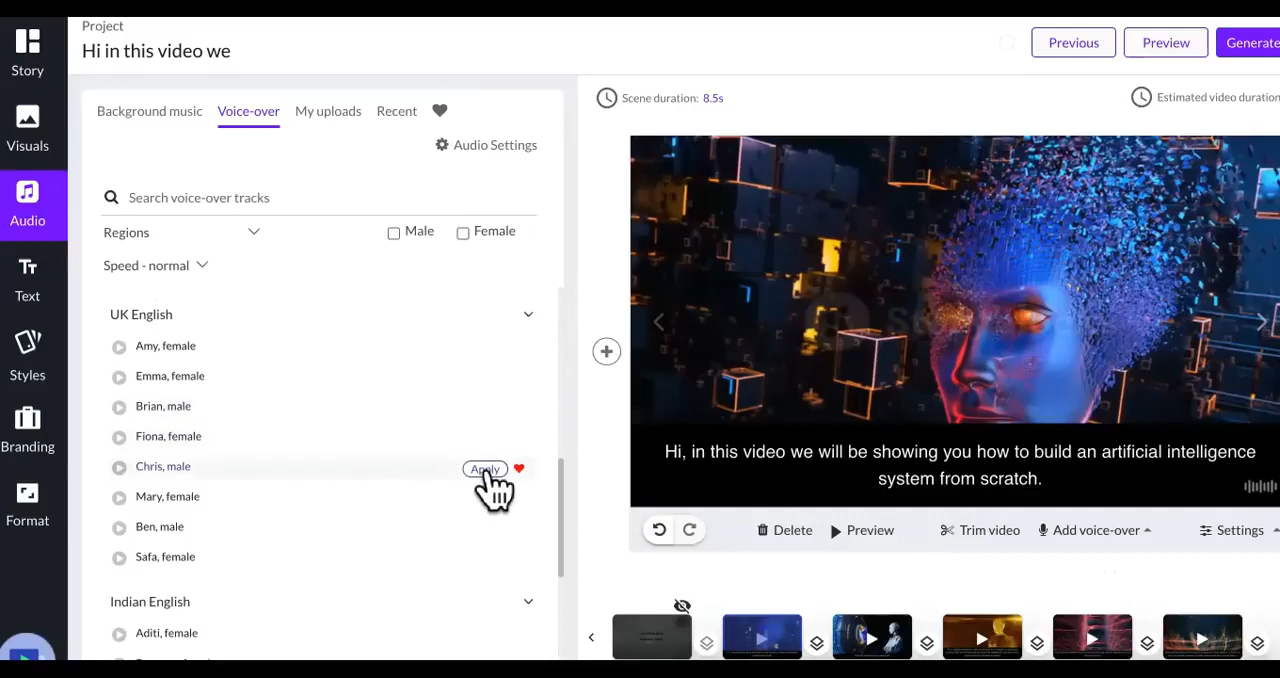 Project
Hi in this video we
Previous
Preview
Generate
Story
Visuals
Audio
Text
Styles
Branding
Format
Background music
Voice-over
My uploads
Recent
Audio Settings
Search voice-over tracks
Regions
Male
Female
Speed - normal
UK English
Amy, female
Emma, female
Brian, male
Fiona, female
Chris, male
Apply
Mary, female
Ben, male
Safa, female
Indian English
Aditi, female
Scene duration: 8.5s
Estimated video duration
Hi, in this video we will be showing you how to build an artificial intelligence
system from scratch.
Delete
Preview
Trim video
Add voice-over
Settings